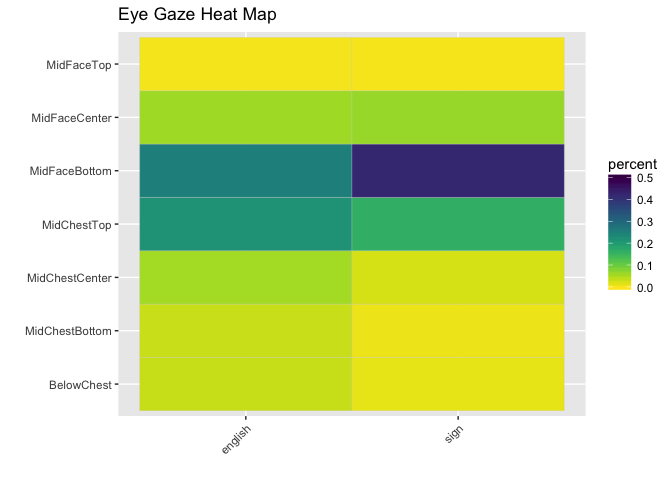 Eye Gaze Heat Map
MidFaceTop
MidFaceCenter
MidFaceBottom
MidChestTop
MidChestCenter
MidChestBottom
BelowChest
english
sign
percent
0.5
0.4
0.3
0.2
0.1
0.0